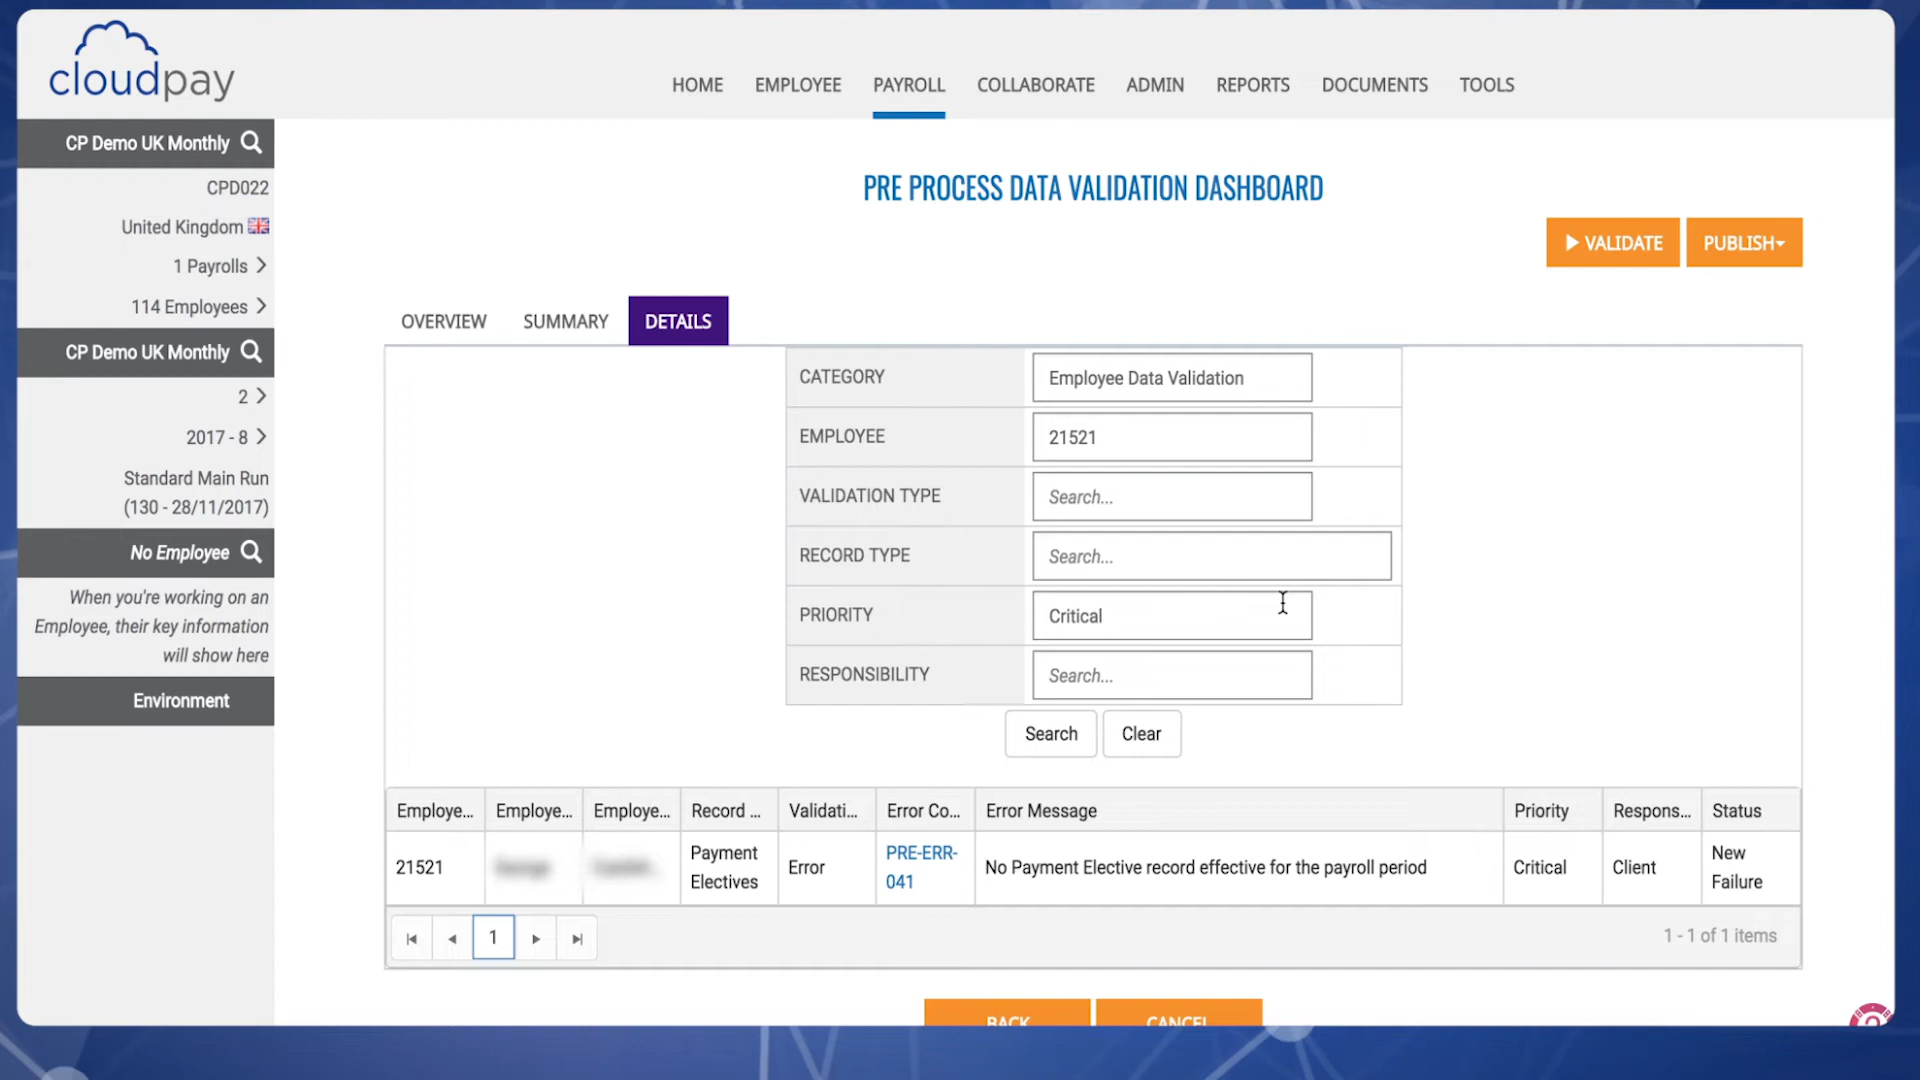 cloudpay
HOME EMPLOYEE PAYROLL COLLABORATE ADMIN REPORTS DOCUMENTS TOOLS
CP Demo UK Monthly
CPD022
United Kingdom
1 Payrolls
114 Employees
CP Demo UK Monthly
2
2017 - 8
Standard Main Run
(130 - 28/11/2017)
No Employee
When you're working on an
Employee, their key information
will show here
Environment
PRE PROCESS DATA VALIDATION DASHBOARD
VALIDATE PUBLISH
OVERVIEW SUMMARY DETAILS
CATEGORY Employee Data Validation
EMPLOYEE 21521
VALIDATION TYPE Search...
RECORD TYPE Search...
PRIORITY Critical
RESPONSIBILITY Search...
Search Clear
Employe... Employe... Employe... Record ... Validati... Error Co... Error Message Priority Respons... Status
21521 Payment Electives Error PRE-ERR-041 No Payment Elective record effective for the payroll period Critical Client New Failure
1
1 - 1 of 1 items
BACK CANCEL